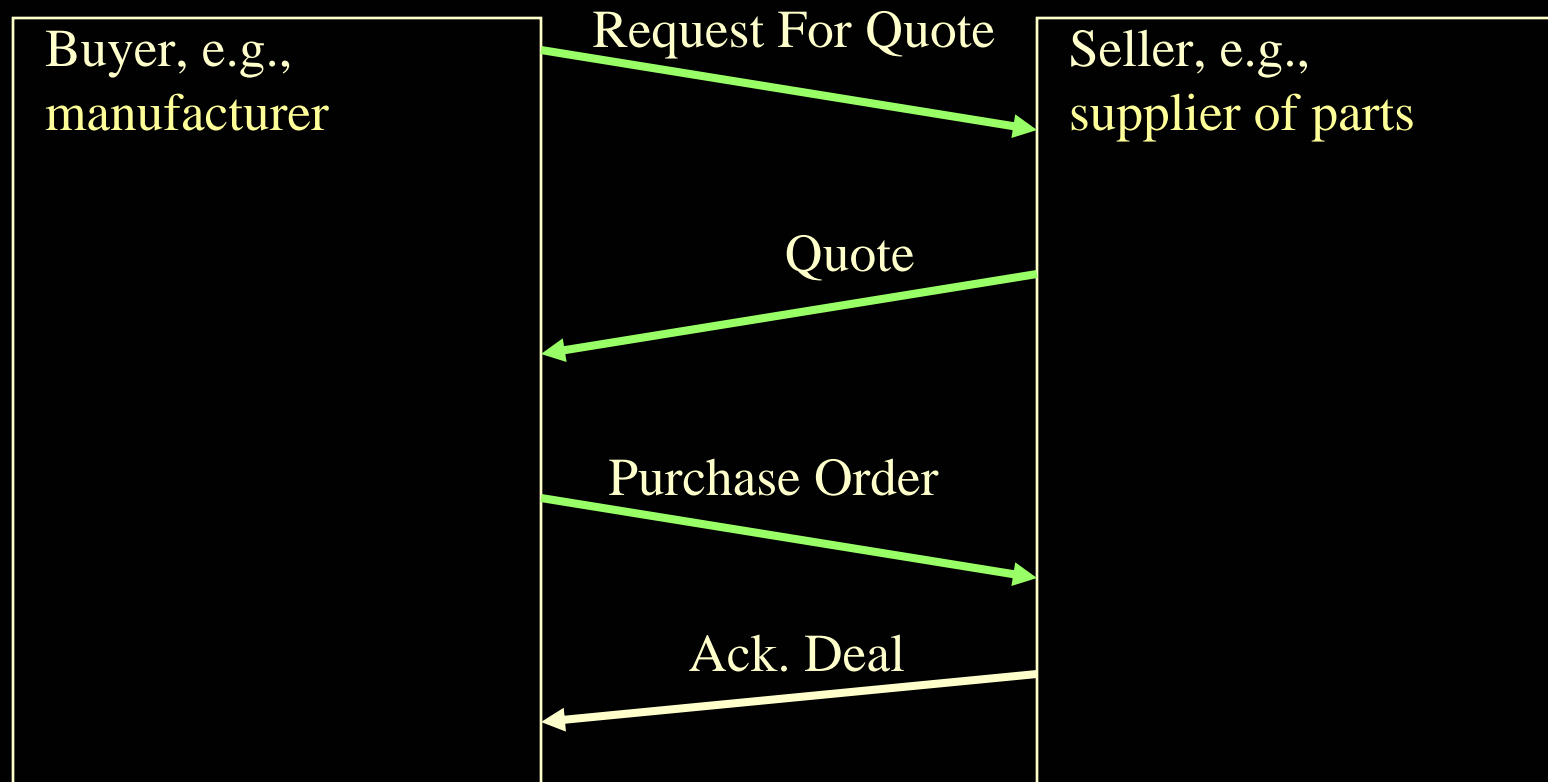 Buyer, e.g.,
manufacturer
Request For Quote
Seller, e.g.,
supplier of parts
Quote
Purchase Order
Ack. Deal